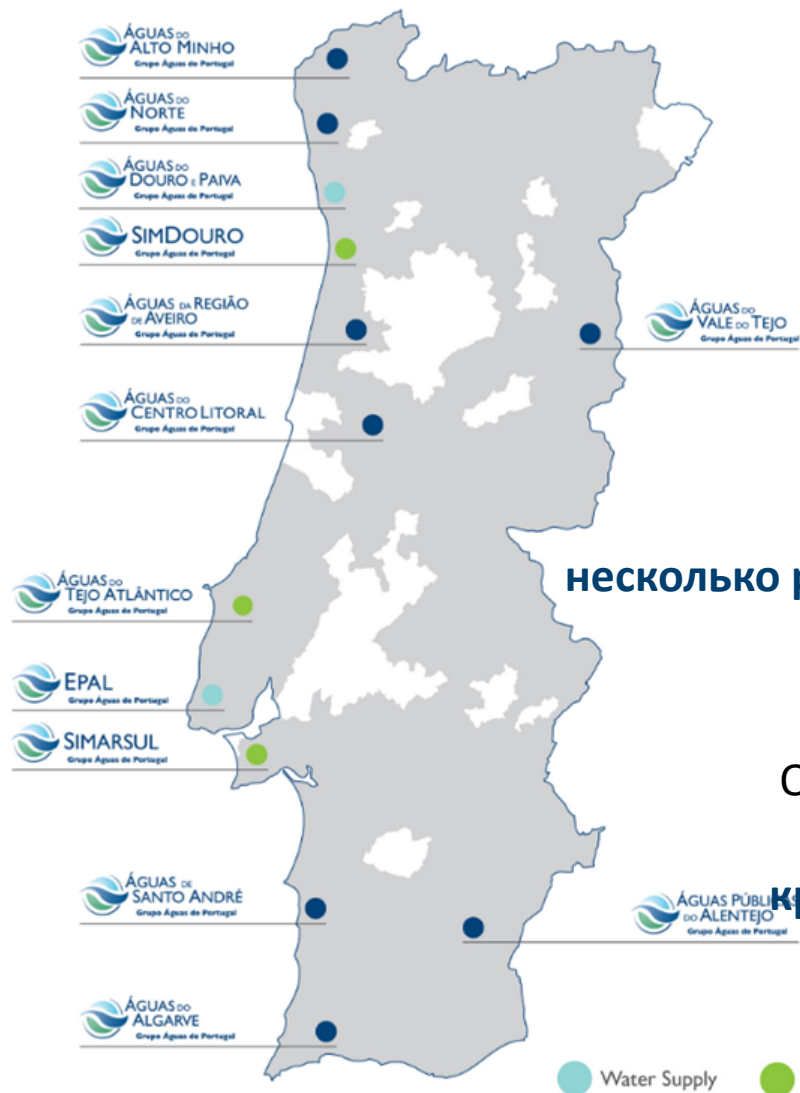 ÁGUAS DO
ALTO MINHO
Grupo Águas de Portugal
ÁGUAS DO
NORTE
Grupo Águas de Portugal
ÁGUAS DO
DOURO E PAIVA
Grupo Águas de Portugal
SIMDOURO
Grupo Águas de Portugal
ÁGUAS DA REGIÃO
DE AVEIRO
Grupo Águas de Portugal
ÁGUAS DO
VALE DO TEJO
Grupo Águas de Portugal
ÁGUAS DO
CENTRO LITORAL
Grupo Águas de Portugal
несколько р
ÁGUAS DO
TEJO ATLÂNTICO
Grupo Águas de Portugal
EPAL
Grupo Águas de Portugal
SIMARSUL
Grupo Águas de Portugal
О
ÁGUAS DE
SANTO ANDRÉ
Grupo Águas de Portugal
кр
ÁGUAS PÚBLICAS
DO ALENTEJO
Grupo Águas de Portugal
ÁGUAS DO
ALGARVE
Grupo Águas de Portugal
Water Supply